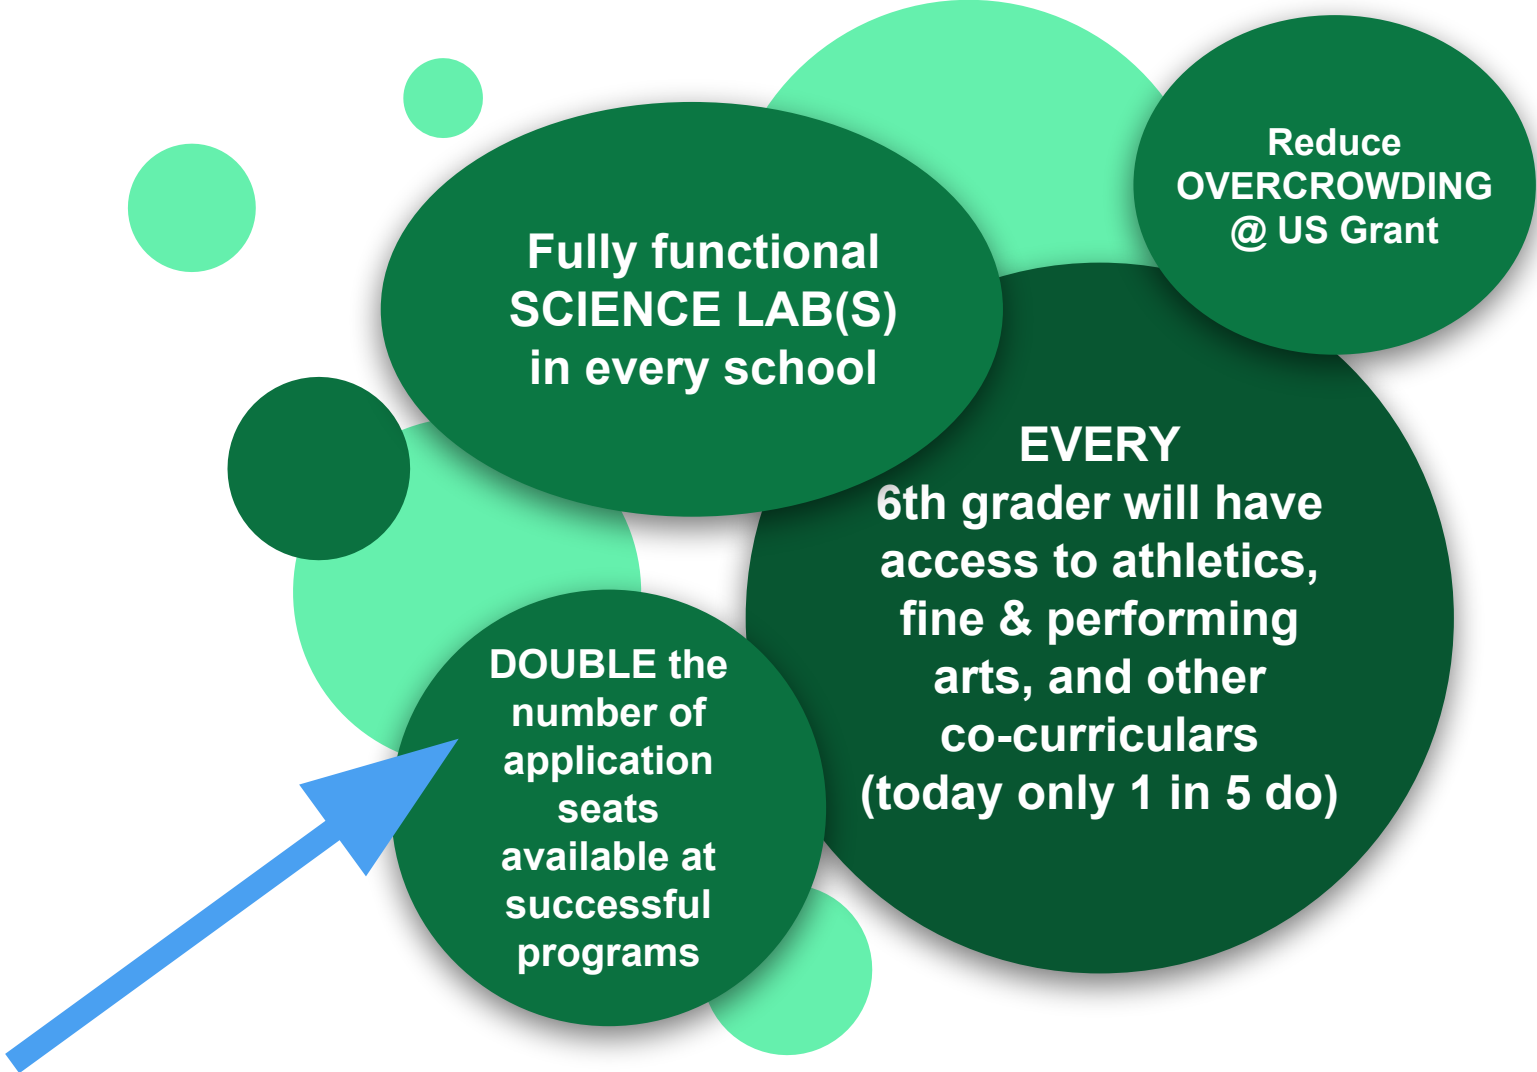 Reduce
OVERCROWDING
@ US Grant
Fully functional
SCIENCE LAB(S)
in every school
EVERY
6th grader will have
access to athletics,
fine & performing
arts, and other
co-curriculars
(today only 1 in 5 do)
DOUBLE the
number of
application
seats
available at
successful
programs